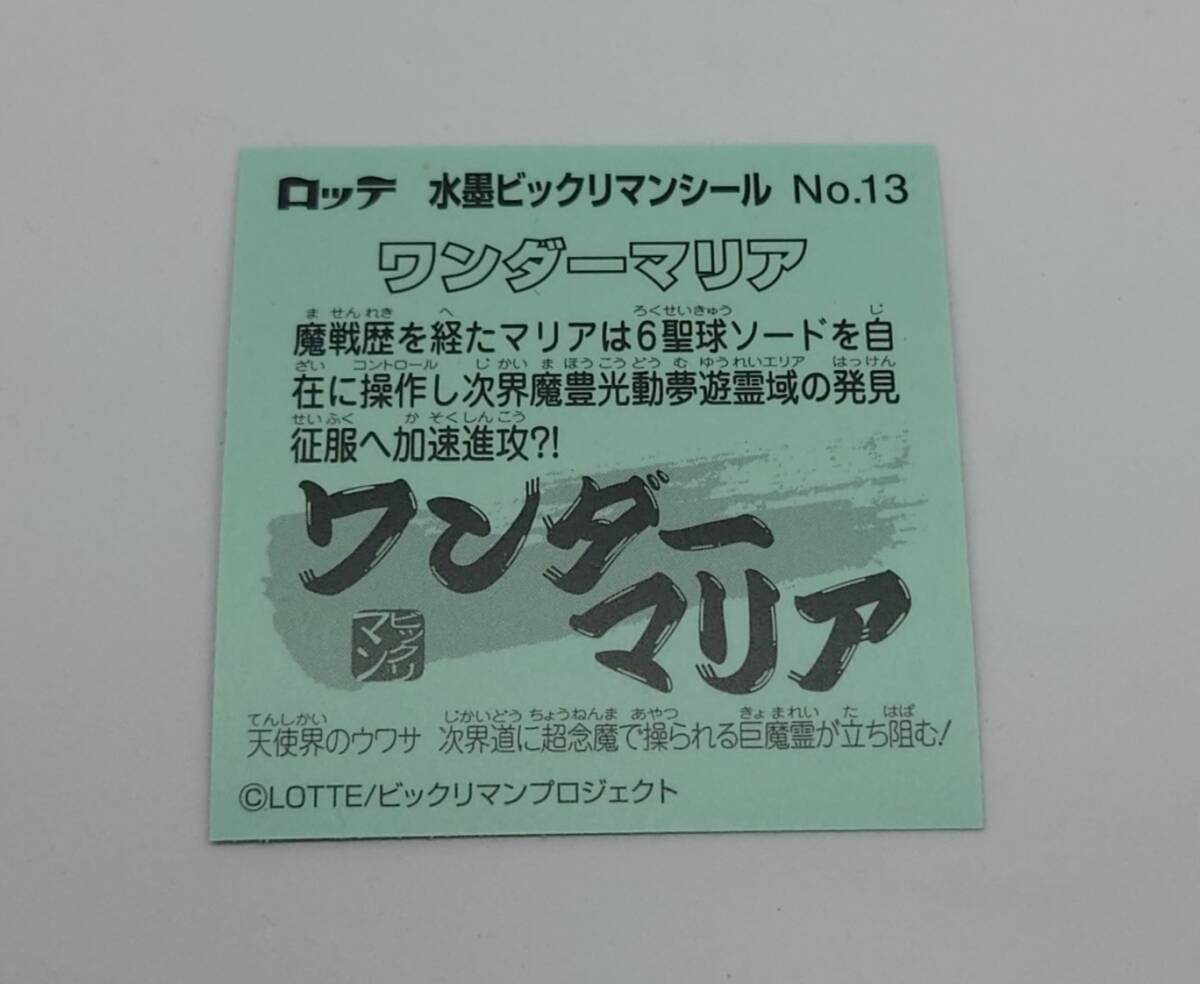 ロッテ 水墨ビックリマンシール No.13
ワンダーマリア
ませんれき へ ろくせいきゅう じ
魔戦歴を経たマリアは6聖球ソードを自
ざい コントロール じかい まほうこうどう むゆうれいエリア はっけん
在に操作し次界魔豊光動夢遊霊域の発見
せいふく かそくしんこう
征服へ加速進攻?!
ワンダー
マリア
ビックリ
マン
てんしかい じかいどう ちょうねんま あやつ きょまれい た はば
天使界のウワサ 次界道に超念魔で操られる巨魔霊が立ち阻む!
©LOTTE/ビックリマンプロジェクト